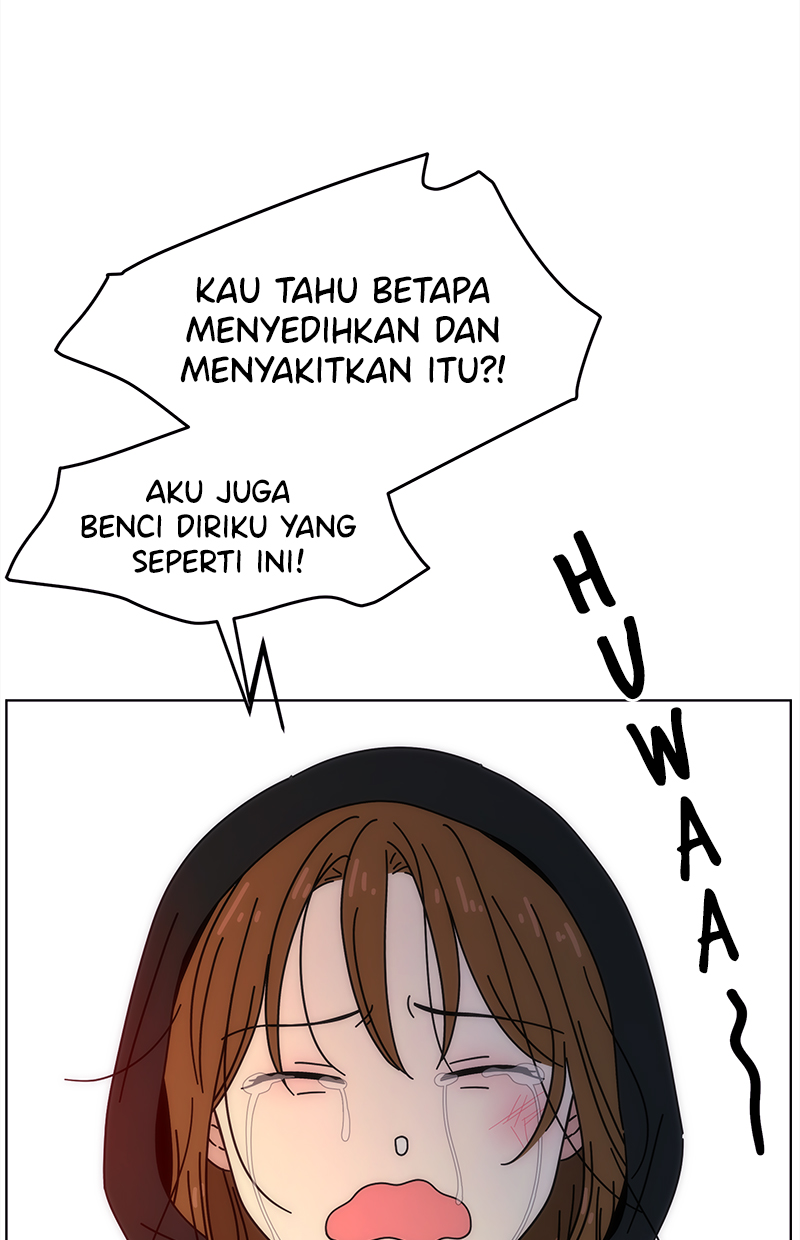 KAU TAHU BETAPA
MENYEDIHKAN DAN
MENYAKITKAN ITU?!
AKU JUGA
BENCI DIRIKU YANG
SEPERTI INI!
HUWAA~